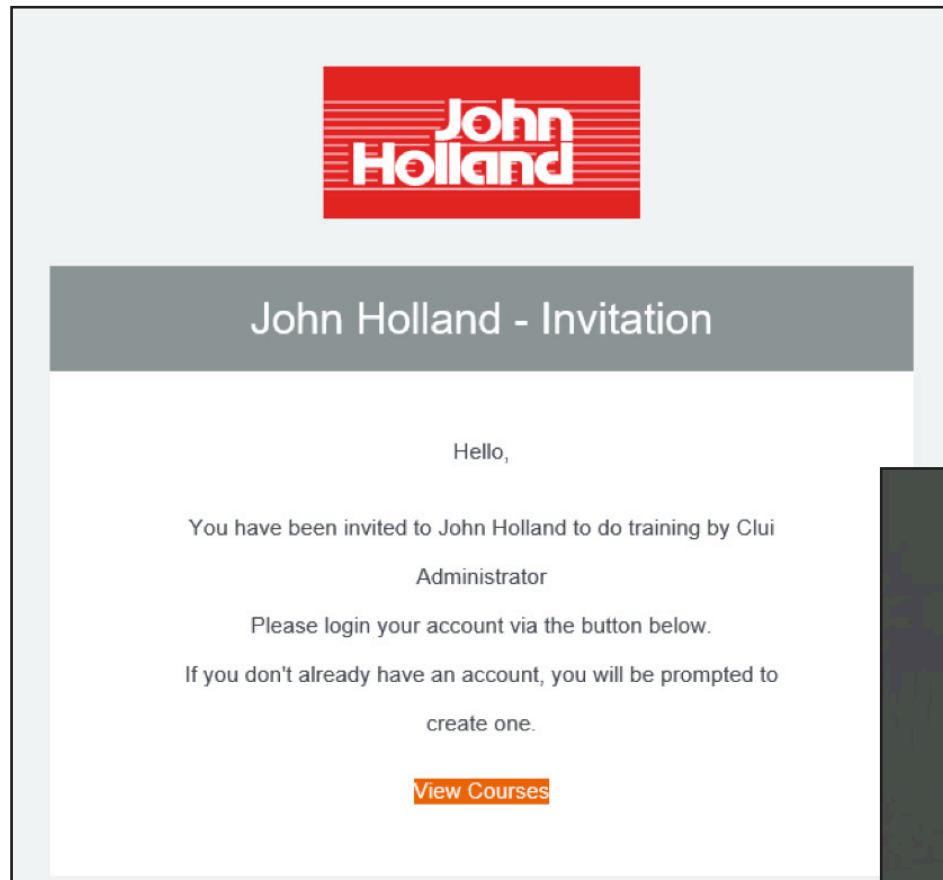 John
Holland
John Holland - Invitation
Hello,
You have been invited to John Holland to do training by Clui
Administrator
Please login your account via the button below.
If you don't already have an account, you will be prompted to
create one.
View Courses